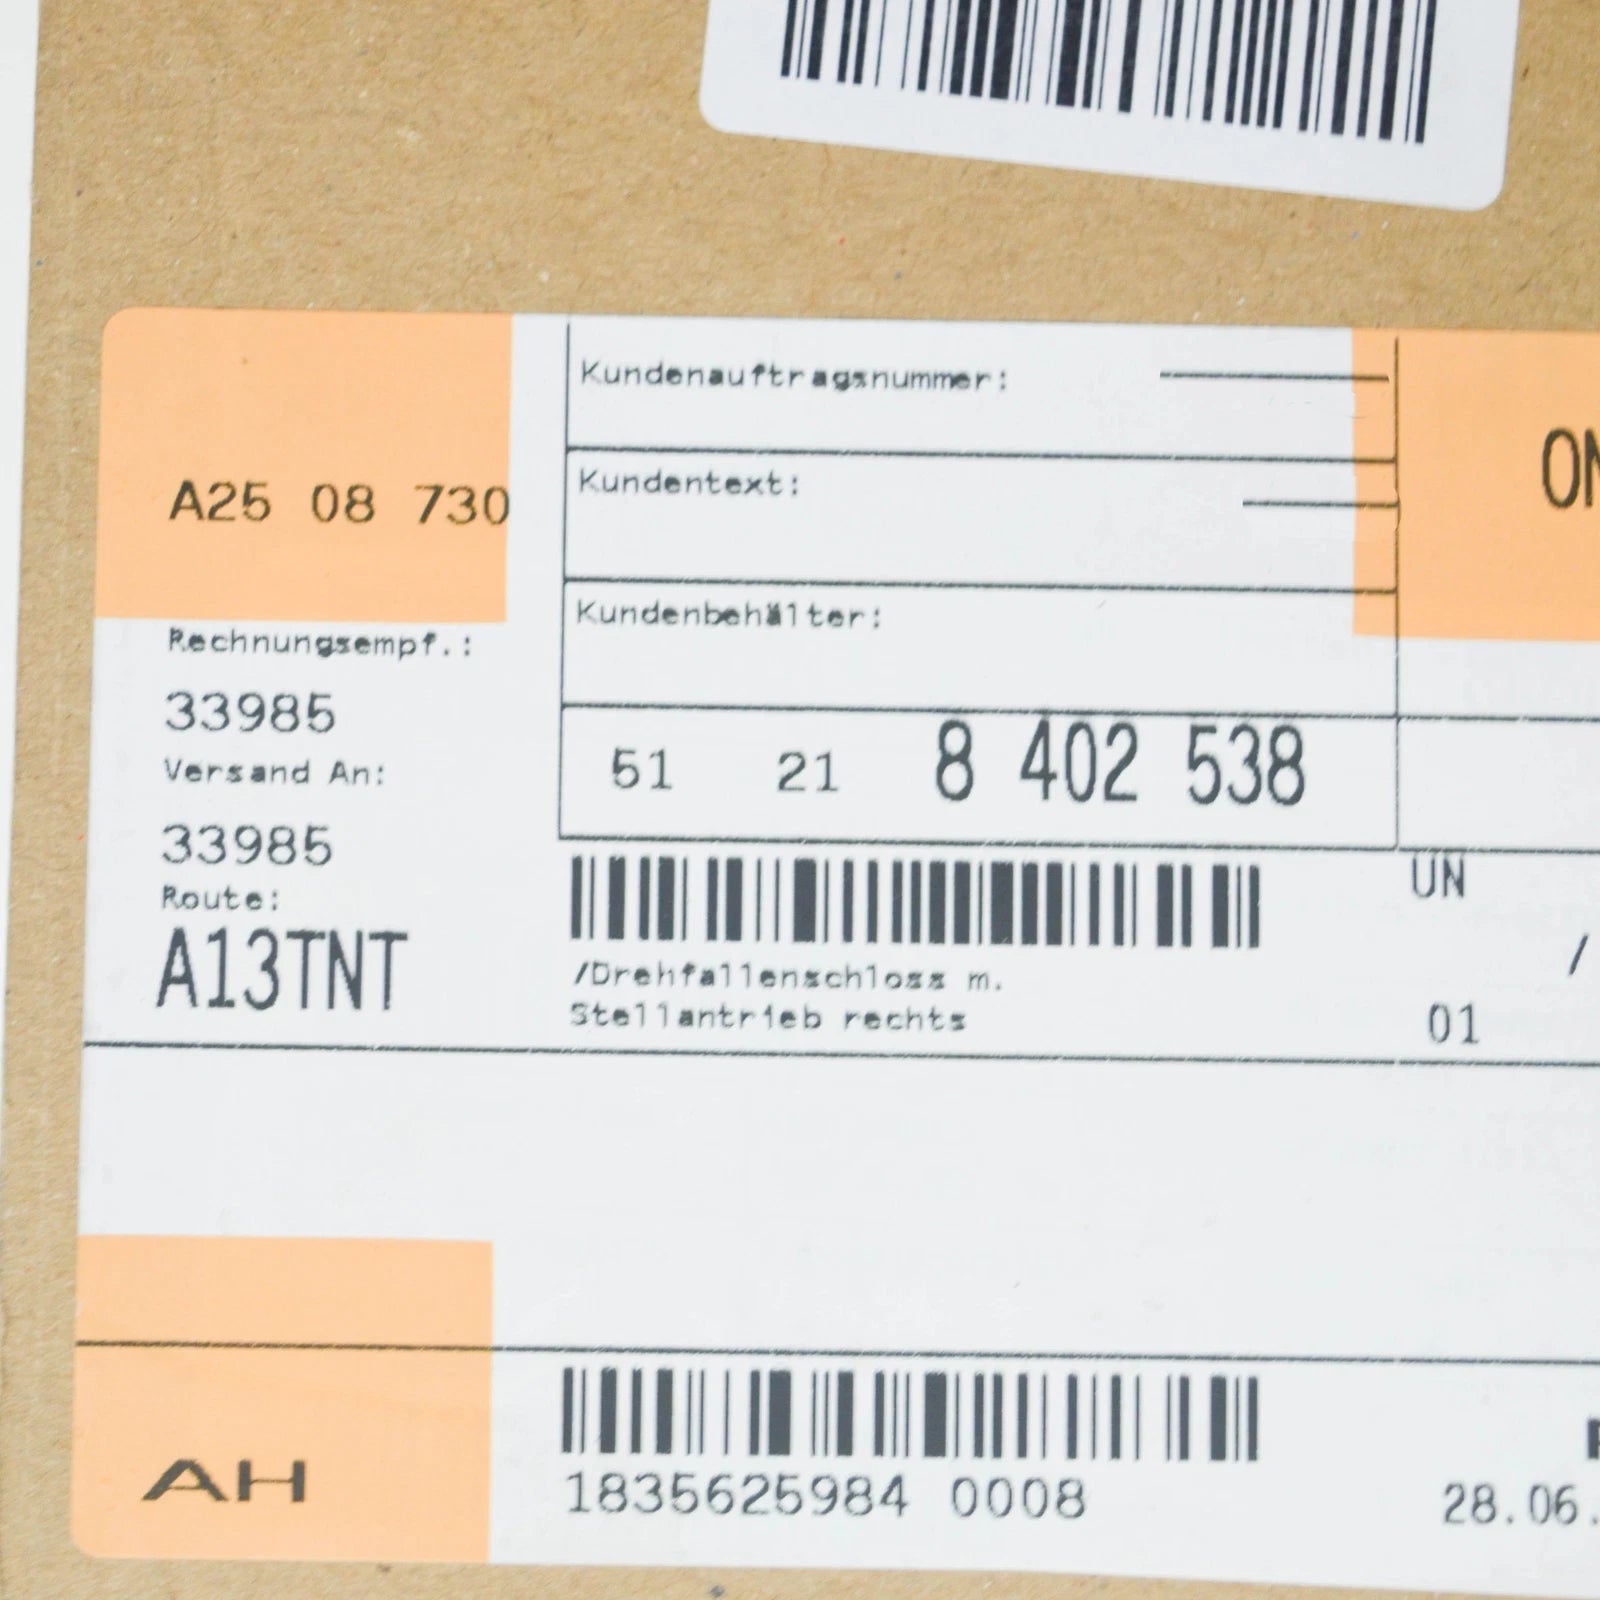 Kundenauftragsnummer:
A25 08 730
Kundentext:
Kundenbehälter:
Rechnungsempf.:
33985
Versand An:
33985
Route:
A13TNT
51 21 8 402 538
UN
/
/Drehfallenschloss m.
Stellantrieb rechts
01
AH
1835625984 0008
28.06.